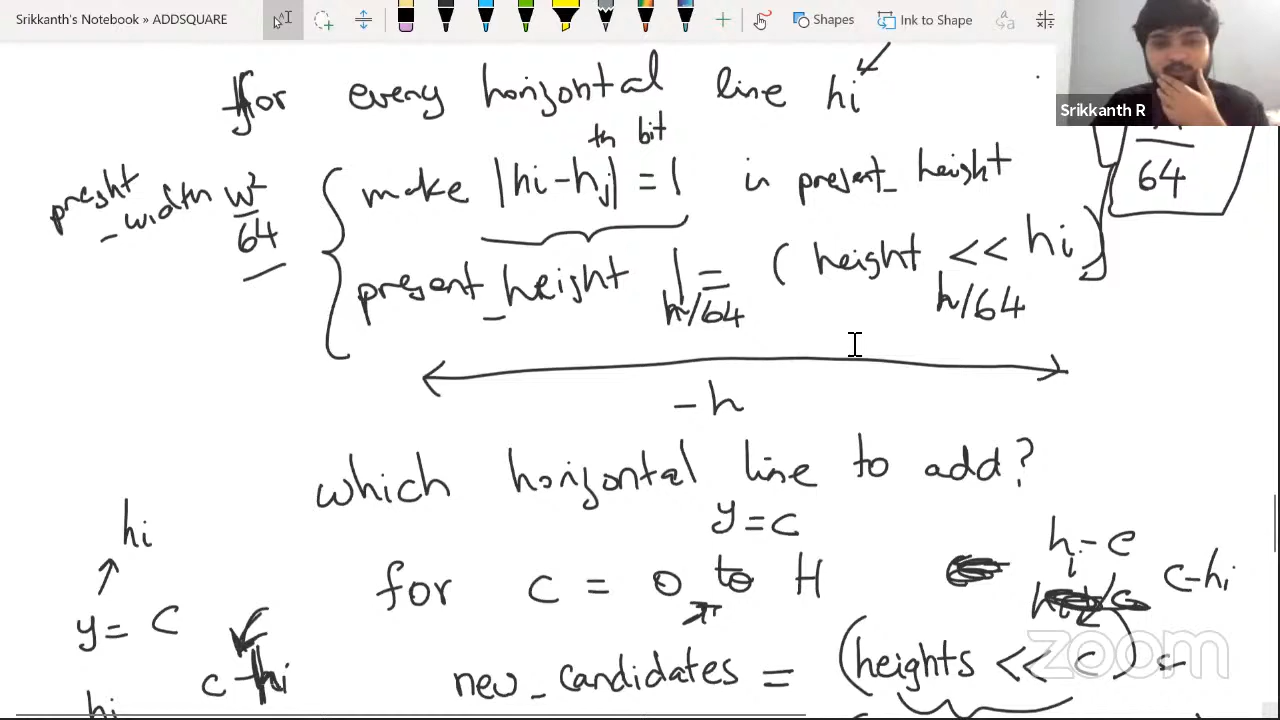 Srikkanth's Notebook » ADDSQUARE
Shapes
Ink to Shape
Srikkanth R
for every horizontal line hi
th bit
make |hi-hj| = 1 in present_height
present_width w²/64
64
present_height |= (height << hi)
h/64 h/64
-h
which horizontal line to add?
y=c
hi
for c = 0 to H
hi-c
c-hi
y= c
c-hi
new_candidates = (heights << c) =
hi
zoom